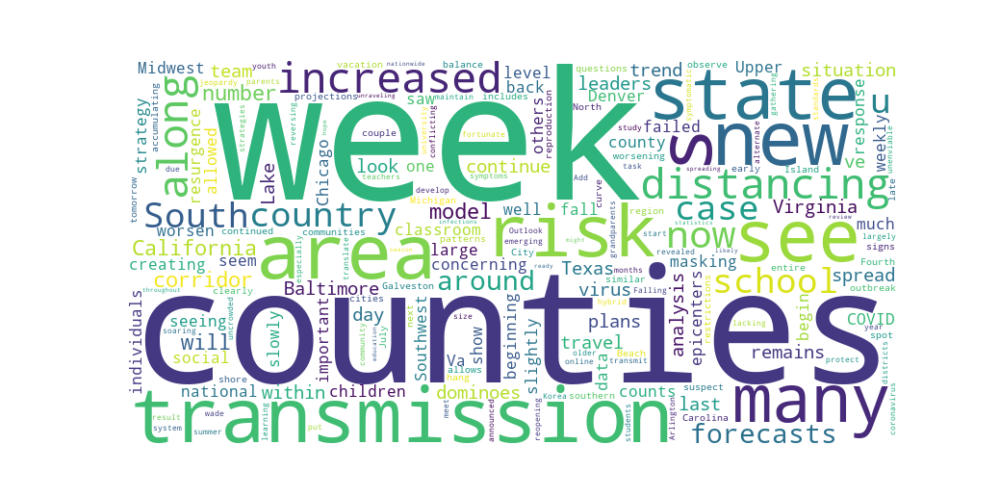 week
counties
state
new
see
risk
area
many
transmission
increased
distancing
country
South
along
s
case
now
school
around
California
corridor
virus
forecasts
Midwest
team
number
vacation
balance
level
back
questions
leaders
Denver
trend
Upper
situation
u
weekly
response
ve
strategy
resurgence
allowed
Lake
Chicago
projections
saw
look
one
continue
others
reproduction
county
failed
study
worsening
North
due
tomorrow
accumulating
jeopardy
youth
nationwide
parents
unraveling
maintain
includes
conflicting
couple
fortunate
symptoms
teachers
develop
Michigan
strategies
reversing
symptomatic
observe
gathering
standards
alternate
early
Island
late
unenviable
task
Add
curve
spreading
worsen
continued
communities
seem
creating
especially
translate
classroom
patterns
model
large
concerning
well
fall
Outlook
emerging
City
infections
might
grandparents
region
start
statistics
revealed
likely
Virginia
much
review
largely
signs
Fourth
entire
masking
spread
outbreak
Texas
months
similar
Falling
ready
Baltimore
Galveston
throughout
clearly
uncrowded
soaring
cities
July
day
next
important
individuals
seeing
will
social
slowly
community
education
Southwest
Va
show
size
older
online
allows
hang
beginning
slightly
hybrid
Beach
travel
transmit
data
plans
analysis
epicenters
restrictions
lacking
begin
remains
COVID
year
spot
protect
districts
coronavirus
national
shore
within
children
dominoes
Korea
southern
counts
suspect
last
Carolina
Arlington
students
reopening
announced
meet
put
learning
result
wade
system
summer